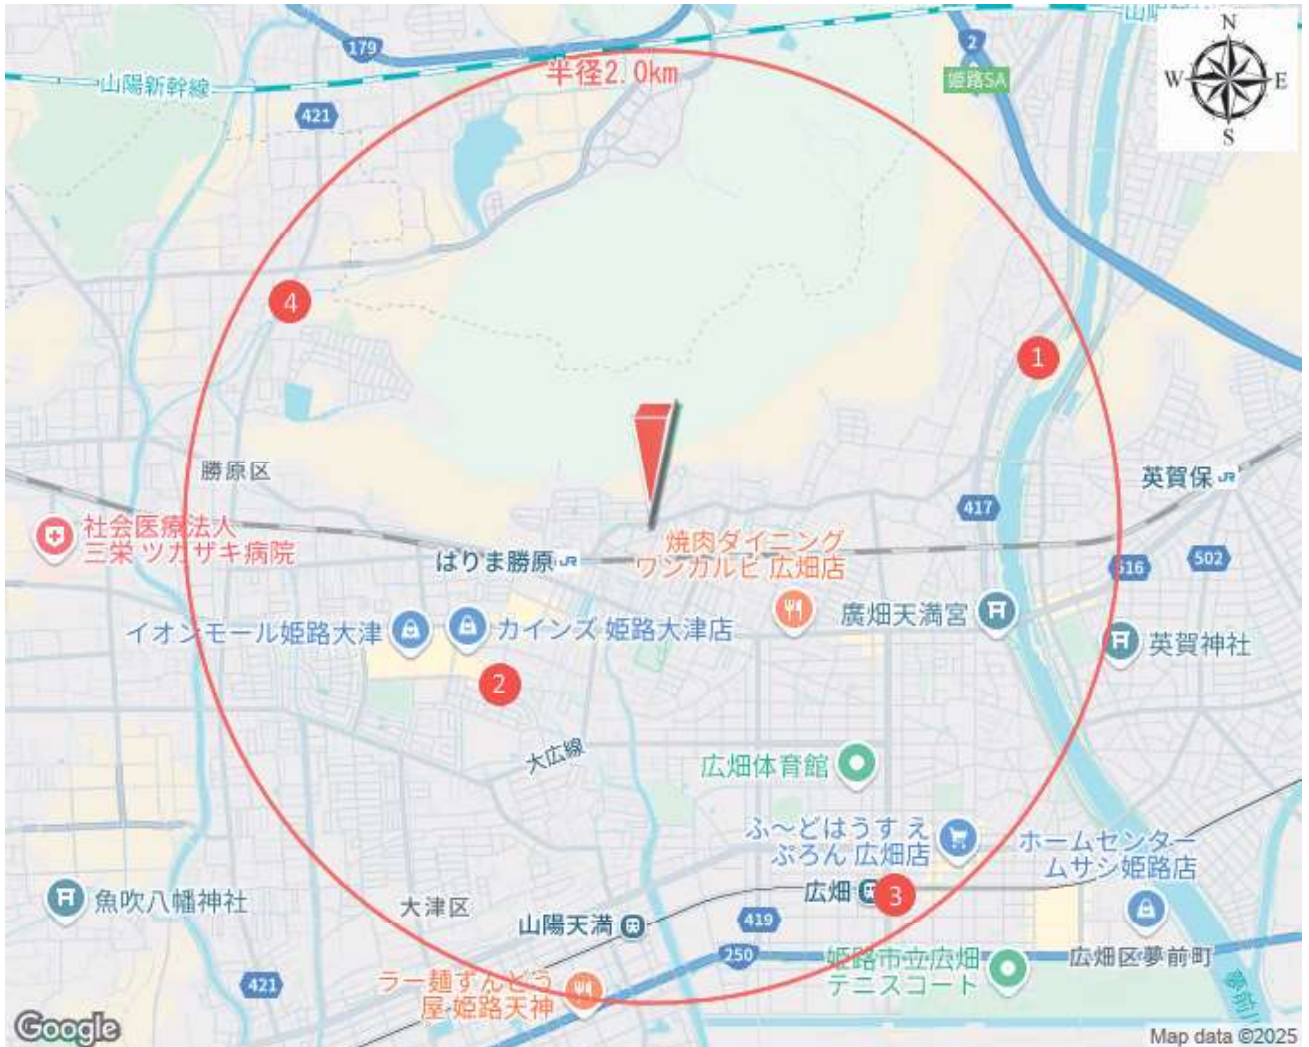 山陽
N
W E
S
179
2
半径2.0km
山陽新幹線
姫路SA
421
4
1
勝原区
英賀保
JR
417
社会医療法人
三栄 ツカザキ病院
はりま勝原
JR
焼肉ダイニング
ワンカルビ 広畑店
516
502
イオンモール姫路大津
カインズ 姫路大津店
廣畑天満宮
英賀神社
2
大広線
広畑体育館
ふ～どはうす え
ぷろん 広畑店
ホームセンター
ムサシ姫路店
広畑
3
魚吹八幡神社
大津区
山陽天満
419
250
姫路市立広畑
テニスコート
広畑区夢前町
421
ラー麺ずんどう
屋 姫路天神
夢前川
Google
Map data ©2025